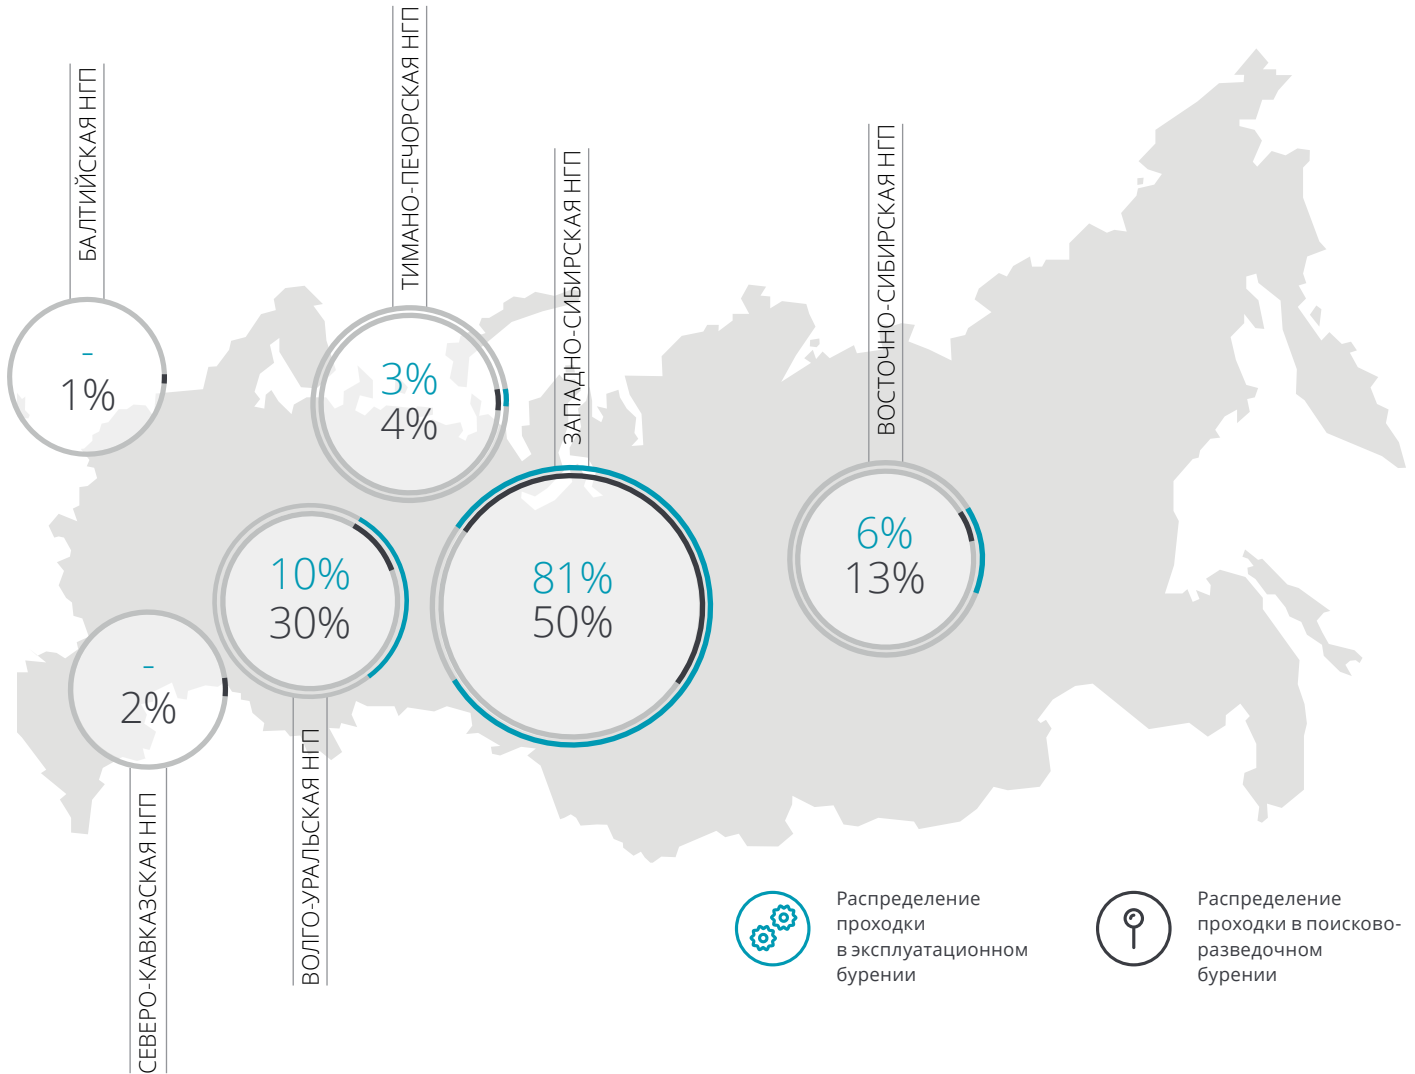 БАЛТИЙСКАЯ НГП
–
1%
ТИМАНО-ПЕЧОРСКАЯ НГП
3%
4%
ЗАПАДНО-СИБИРСКАЯ НГП
81%
50%
ВОСТОЧНО-СИБИРСКАЯ НГП
6%
13%
10%
30%
ВОЛГО-УРАЛЬСКАЯ НГП
–
2%
СЕВЕРО-КАВКАЗСКАЯ НГП
Распределение
проходки
в эксплуатационном
бурении
Распределение
проходки в поисково-
разведочном
бурении